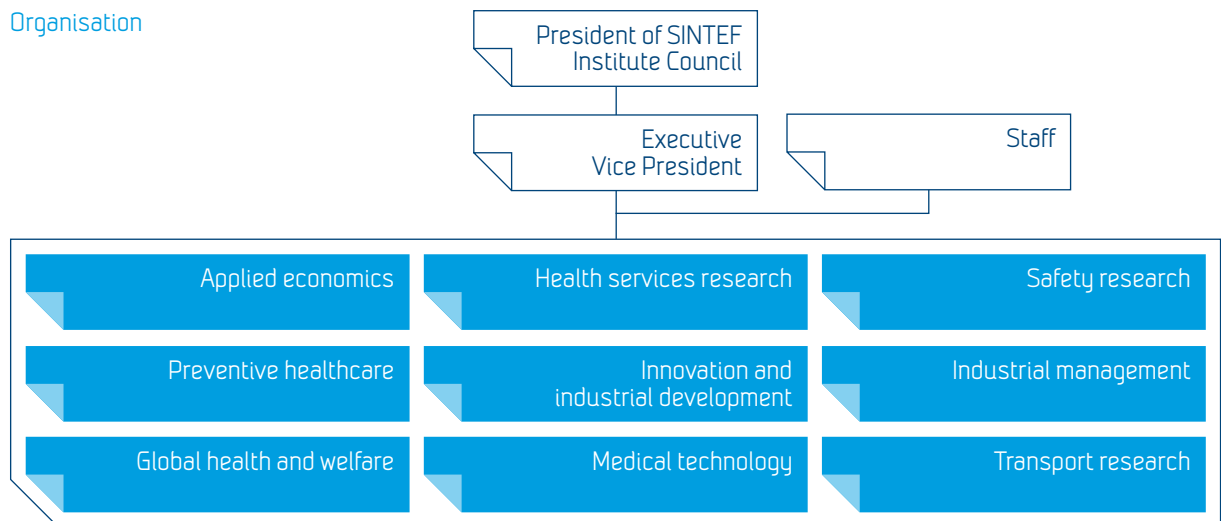 Organisation
President of SINTEF
Institute Council
Executive
Vice President
Staff
Applied economics
Health services research
Safety research
Preventive healthcare
Innovation and
industrial development
Industrial management
Global health and welfare
Medical technology
Transport research